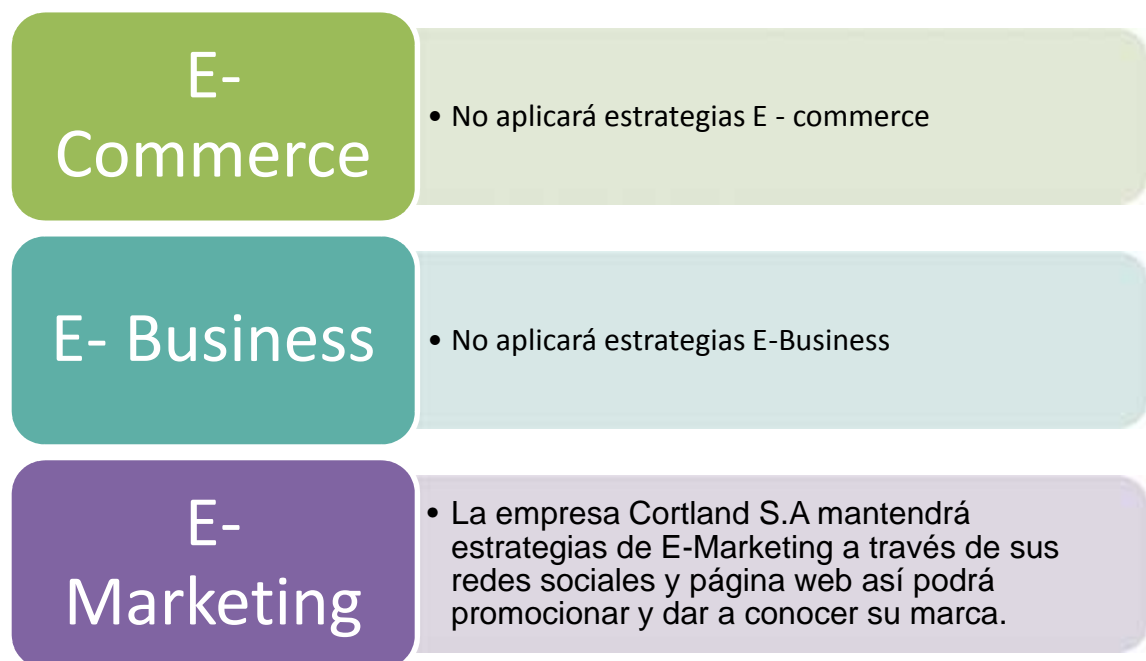 E-
Commerce
• No aplicará estrategias E - commerce
E- Business
• No aplicará estrategias E-Business
E-
Marketing
• La empresa Cortland S.A mantendrá
estrategias de E-Marketing a través de sus
redes sociales y página web así podrá
promocionar y dar a conocer su marca.